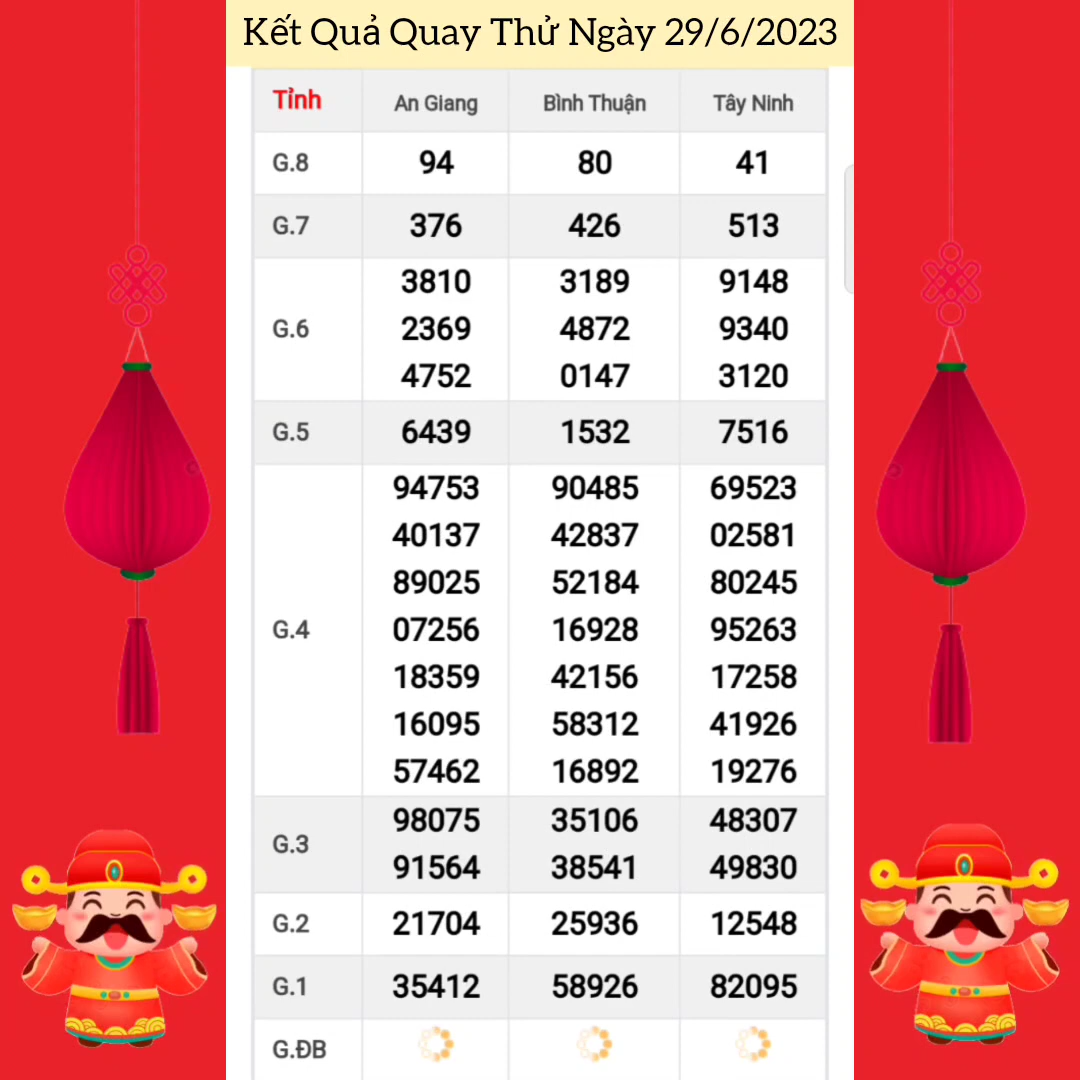 Kết Quả Quay Thử Ngày 29/6/2023
Tỉnh An Giang Bình Thuận Tây Ninh
G.8 94 80 41
G.7 376 426 513
3810 3189 9148
G.6 2369 4872 9340
4752 0147 3120
G.5 6439 1532 7516
94753 90485 69523
40137 42837 02581
89025 52184 80245
G.4 07256 16928 95263
18359 42156 17258
16095 58312 41926
57462 16892 19276
G.3
98075 35106 48307
91564 38541 49830
G.2 21704 25936 12548
G.1 35412 58926 82095
G.ĐB